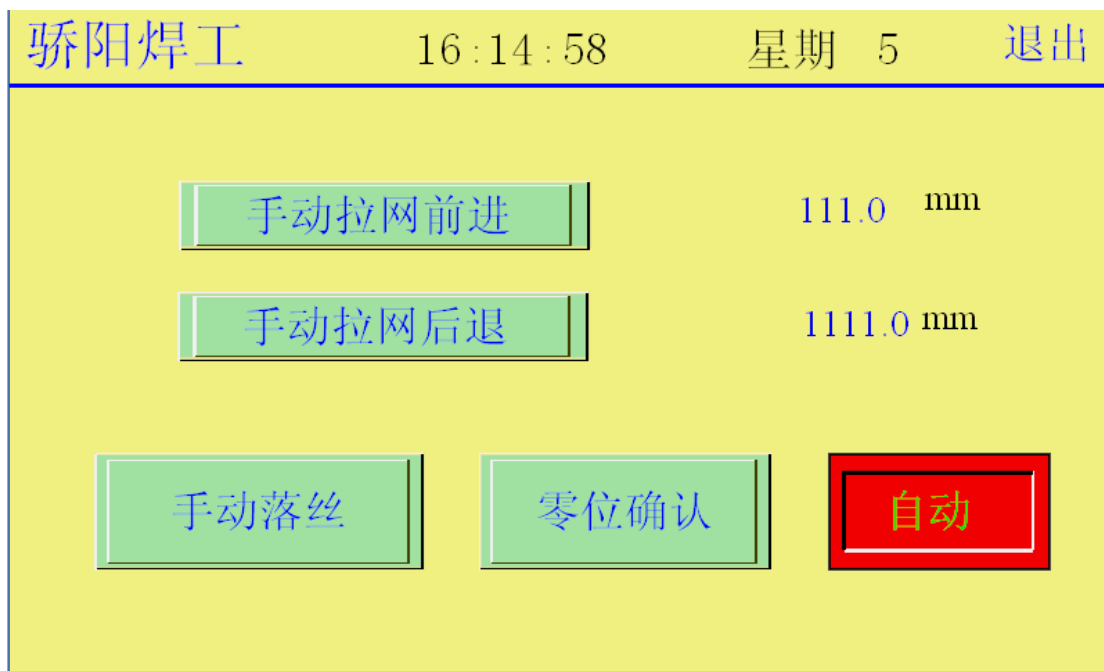 骄阳焊工 16:14:58 星期 5 退出
手动拉网前进 111.0 mm
手动拉网后退 1111.0 mm
手动落丝 零位确认 自动